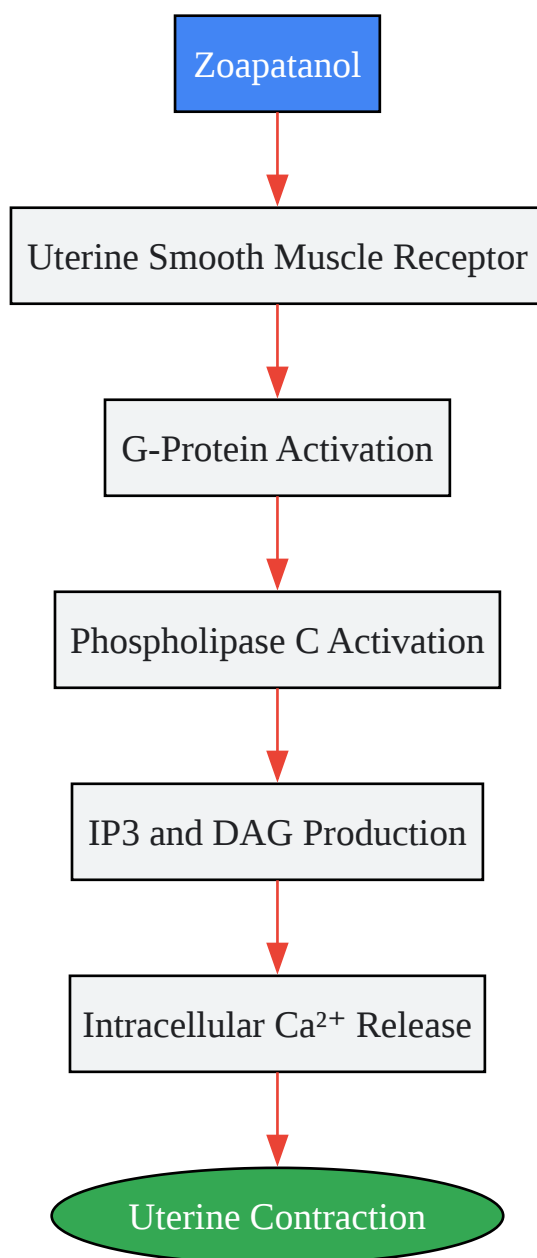 Zoapatanol
Uterine Smooth Muscle Receptor
G-Protein Activation
Phospholipase C Activation
IP3 and DAG Production
Intracellular Ca²⁺ Release
Uterine Contraction